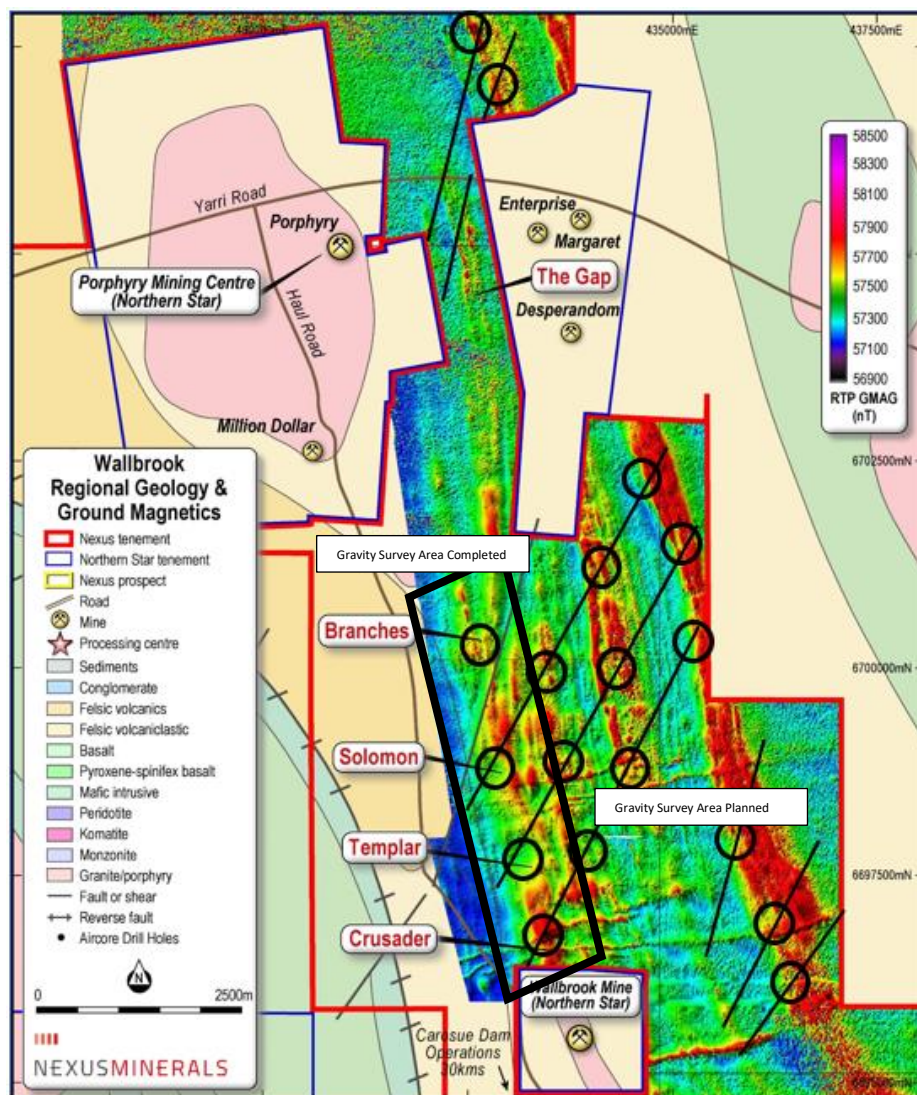 435000mE
437500mE
58500
58300
58100
57900
57700
57500
57300
57100
56900
RTP GMAG
(nT)
Yarri Road
Porphyry
Enterprise
Margaret
Porphyry Mining Centre
(Northern Star)
The Gap
Haul Road
Desperandom
Million Dollar
6702500mN
Wallbrook
Regional Geology &
Ground Magnetics
Nexus tenement
Northern Star tenement
Nexus prospect
Road
Mine
Processing centre
Sediments
Conglomerate
Felsic volcanics
Felsic volcaniclastic
Basalt
Pyroxene-spinifex basalt
Mafic intrusive
Peridotite
Komatite
Monzonite
Granite/porphyry
Fault or shear
Reverse fault
Aircore Drill Holes
N
0 2500m
NEXUSMINERALS
Gravity Survey Area Completed
Branches
6700000mN
Solomon
Gravity Survey Area Planned
Templar
6697500mN
Crusader
Wallbrook Mine
(Northern Star)
Carosue Dam
Operations
30kms